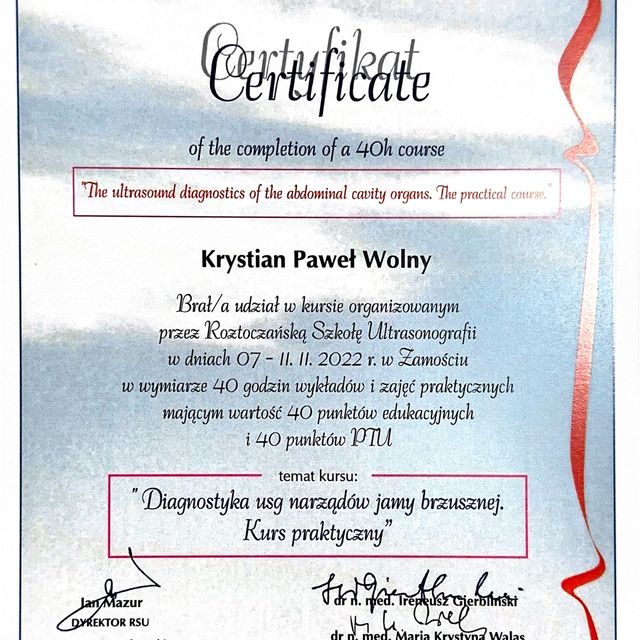 Certyfikat
Certificate
of the completion of a 40h course
"The ultrasound diagnostics of the abdominal cavity organs. The practical course."
Krystian Paweł Wolny
Brał/a udział w kursie organizowanym
przez Roztoczańską Szkołę Ultrasonografii
w dniach 07 - 11. 11. 2022 r. w Zamościu
w wymiarze 40 godzin wykładów i zajęć praktycznych
mającym wartość 40 punktów edukacyjnych
i 40 punktów PTU
temat kursu:
"Diagnostyka usg narządów jamy brzusznej.
Kurs praktyczny"
Jan Mazur
DYREKTOR RSU
dr n. med. Ireneusz Gierbliński
dr n. med. Maria Krystyna Walas